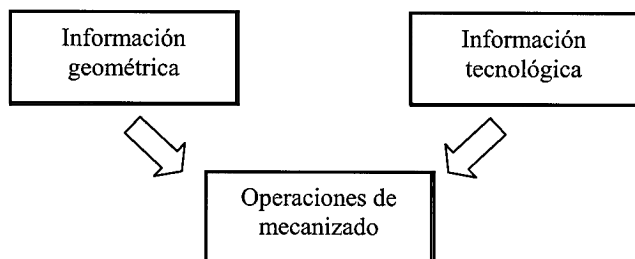 Información
geométrica
Información
tecnológica
Operaciones de
mecanizado